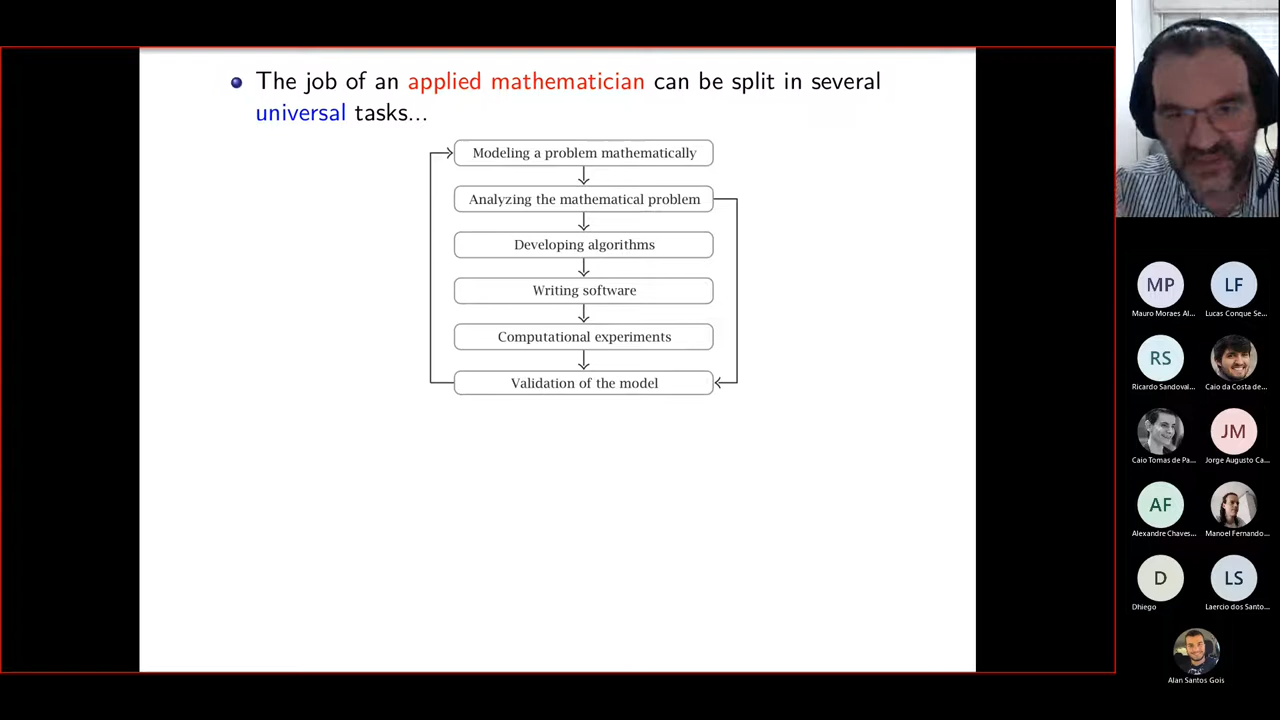 The job of an applied mathematician can be split in several
universal tasks...
Modeling a problem mathematically
Analyzing the mathematical problem
Developing algorithms
Writing software
Computational experiments
Validation of the model
MP
LF
Mauro Moraes Al...
Lucas Conque Se...
RS
Ricardo Sandoval...
Caio da Costa de...
JM
Caio Tomas de Pa...
Jorge Augusto Ca...
AF
Alexandre Chaves...
Manoel Fernando...
D
LS
Dhiego
Laercio dos Santo...
Alan Santos Gois